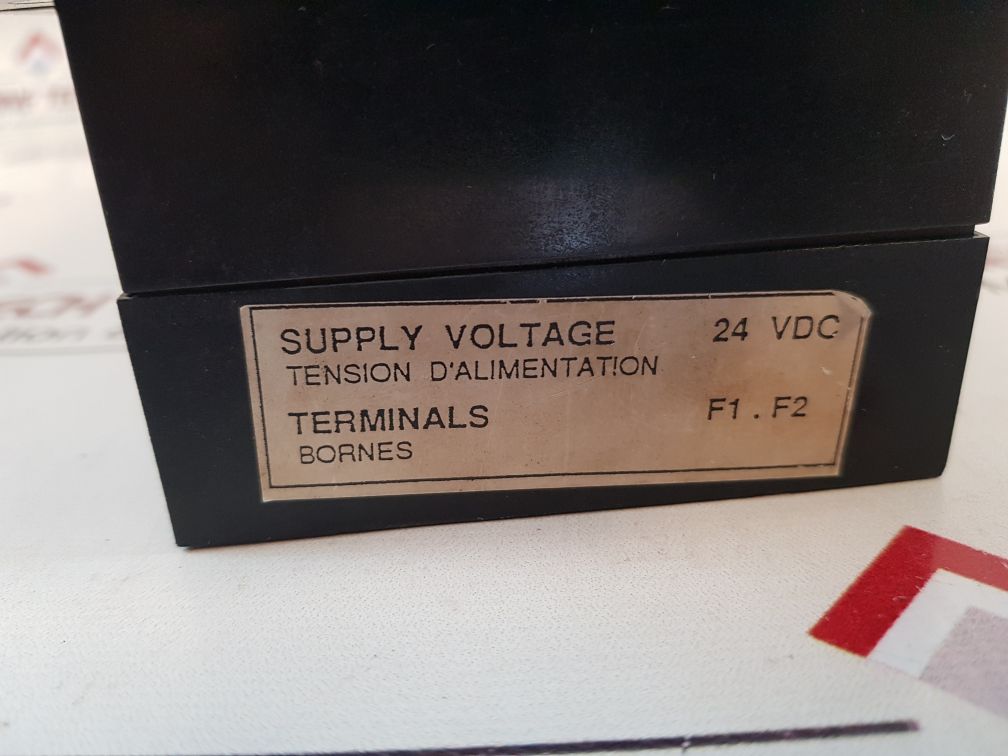 SUPPLY VOLTAGE 24 VDC
TENSION D'ALIMENTATION
TERMINALS F1 . F2
BORNES